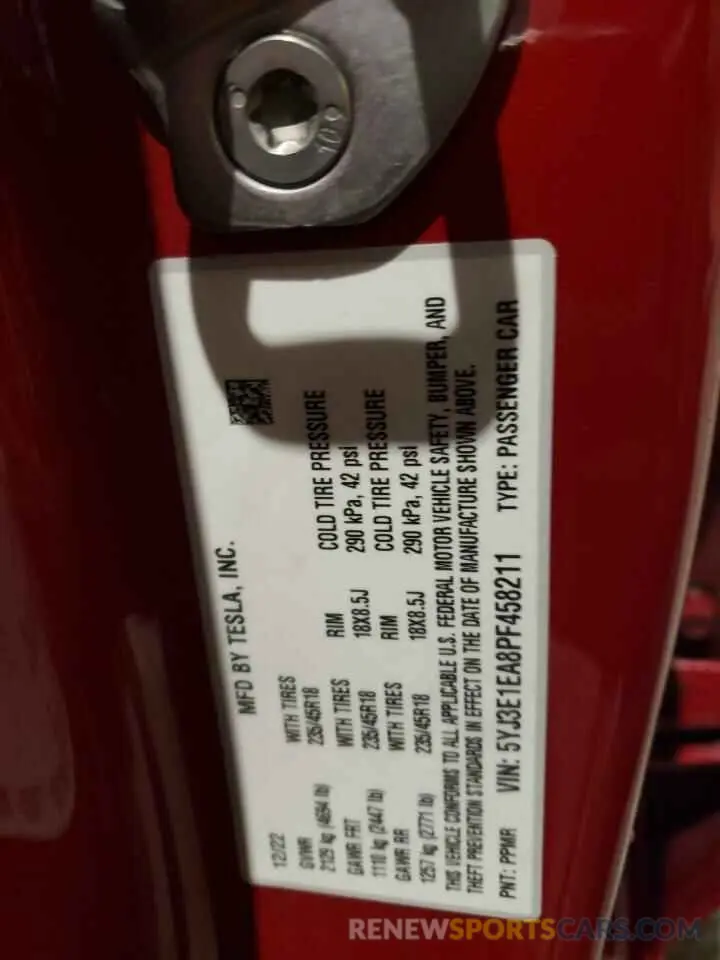 10.9
MFD BY TESLA, INC.
12/22
GVWR WITH TIRES
2129 kg (4694 lb) 235/45R18
GAWR FRT WITH TIRES RIM COLD TIRE PRESSURE
1110 kg (2447 lb) 235/45R18 18X8.5J 290 kPa, 42 psi
GAWR RR WITH TIRES RIM COLD TIRE PRESSURE
1257 kg (2771 lb) 235/45R18 18X8.5J 290 kPa, 42 psi
THIS VEHICLE CONFORMS TO ALL APPLICABLE U.S. FEDERAL MOTOR VEHICLE SAFETY, BUMPER, AND
THEFT PREVENTION STANDARDS IN EFFECT ON THE DATE OF MANUFACTURE SHOWN ABOVE.
PNT: PPMR VIN: 5YJ3E1EA8PF458211 TYPE: PASSENGER CAR
RENEWSPORTSCARS.COM